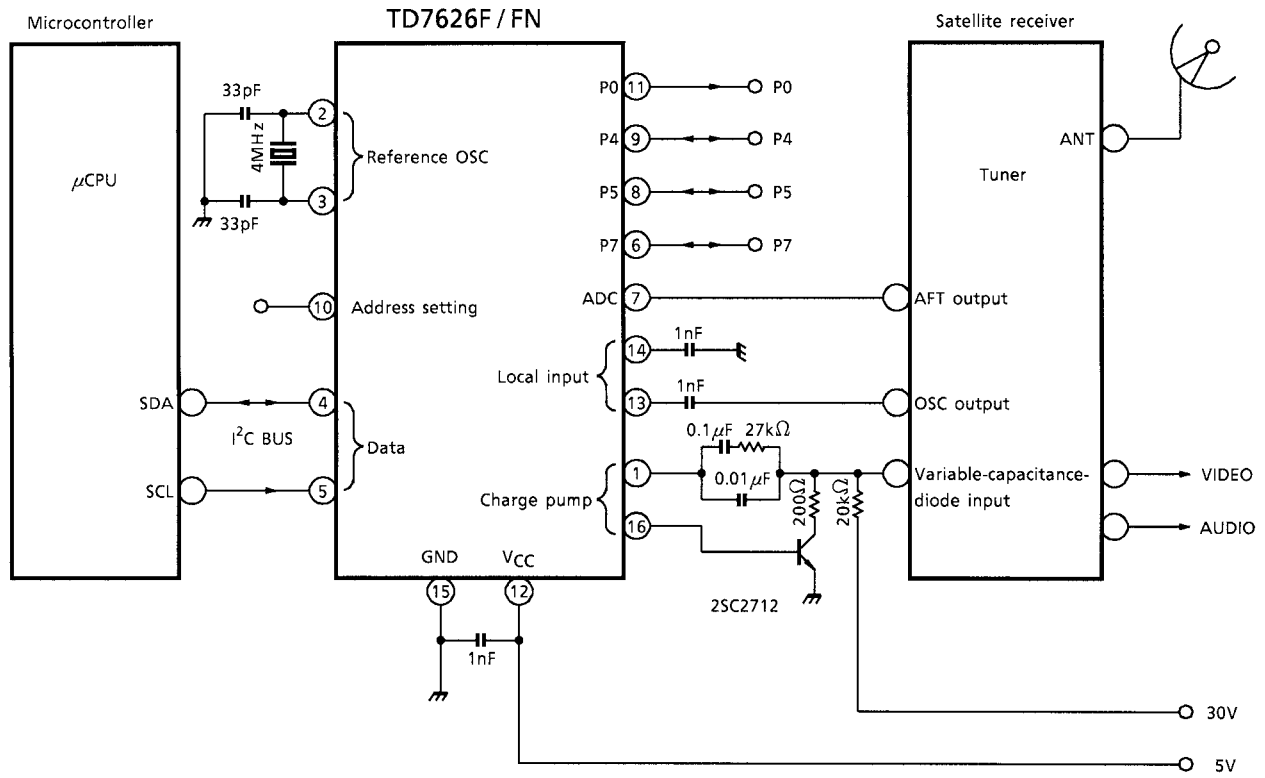 Microcontroller
TD7626F / FN
Satellite receiver
μCPU
33pF
4MHz
33pF
2
3
Reference OSC
10
Address setting
SDA
4
I²C BUS
Data
SCL
5
P0
11
P0
P4
9
P4
P5
8
P5
P7
6
P7
ADC
7
AFT output
Local input
14
1nF
13
1nF
OSC output
Charge pump
1
0.1μF
27kΩ
0.01μF
16
200Ω
20kΩ
2SC2712
Variable-capacitance-
diode input
Tuner
ANT
VIDEO
AUDIO
GND
VCC
15
12
1nF
30V
5V